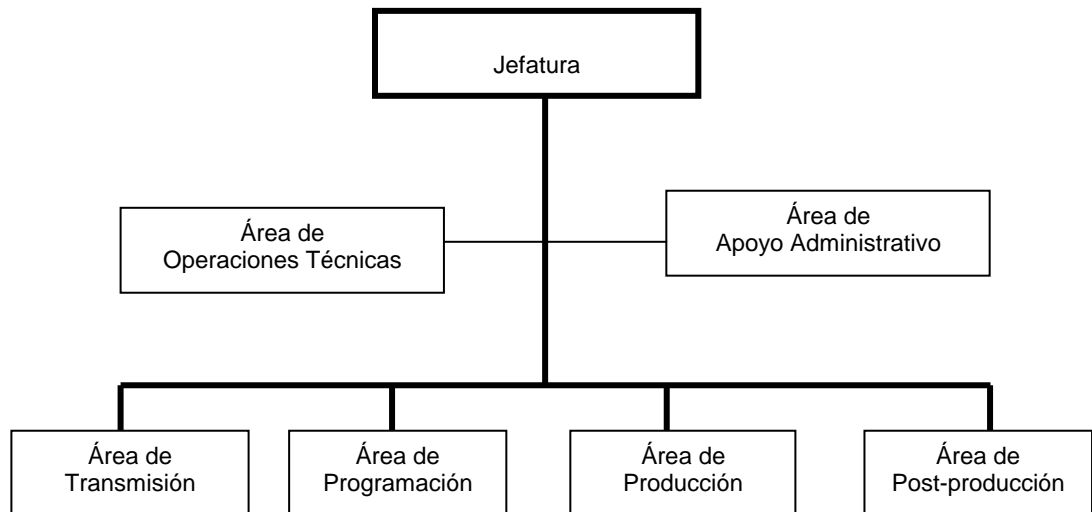 Jefatura
Área de
Operaciones Técnicas
Área de
Apoyo Administrativo
Área de
Transmisión
Área de
Programación
Área de
Producción
Área de
Post-producción